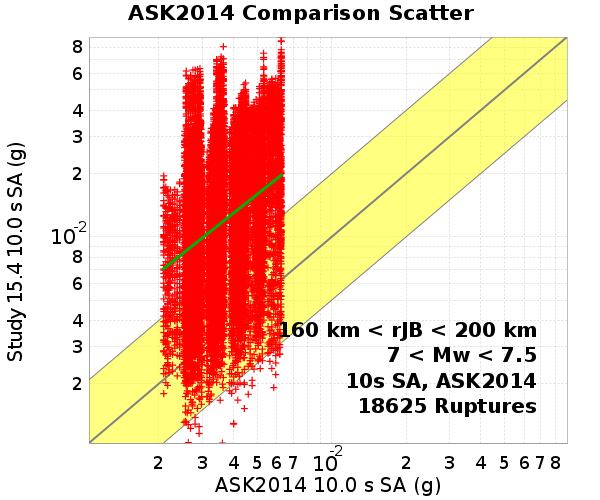 ASK2014 Comparison Scatter
Study 15.4 10.0 s SA (g)
8
6
4
3
2
10-2
8
6
4
3
2
160 km < rJB < 200 km
7 < Mw < 7.5
10s SA, ASK2014
18625 Ruptures
2 3 4 5 6 7 10-2 2 3 4 5 6 7 8
ASK2014 10.0 s SA (g)